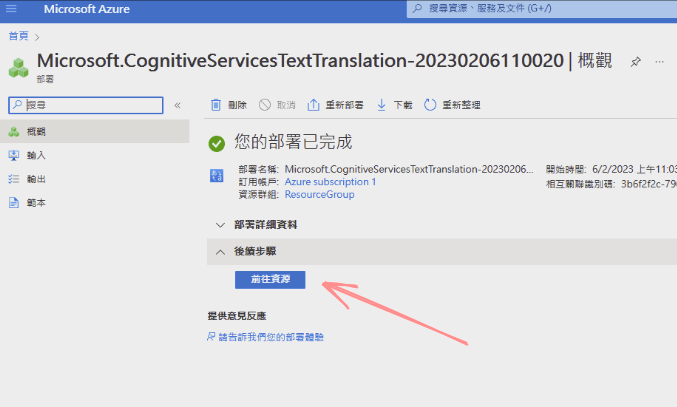 Microsoft Azure
搜尋資源、服務及文件 (G+/)
首頁
Microsoft.CognitiveServicesTextTranslation-20230206110020 | 概觀
部署
搜尋
刪除 取消 重新部署 下載 重新整理
概觀
輸入
輸出
範本
您的部署已完成
部署名稱: Microsoft.CognitiveServicesTextTranslation-20230206...
訂用帳戶: Azure subscription 1
資源群組: ResourceGroup
開始時間: 6/2/2023 上午11:03
相互關聯識別碼: 3b6f2f2c-79
部署詳細資料
後續步驟
前往資源
提供意見反應
請告訴我們您的部署體驗